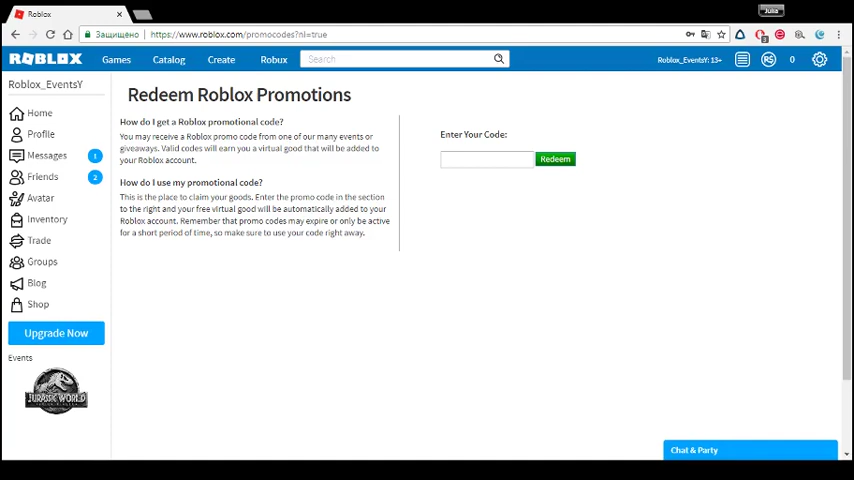 Roblox
Julia
Защищено
https://www.roblox.com/promocodes?nl=true
ROBLOX
Games
Catalog
Create
Robux
Search
Roblox_EventsY: 13+
R$
0
Roblox_EventsY
Home
Profile
Messages 1
Friends 2
Avatar
Inventory
Trade
Groups
Blog
Shop
Upgrade Now
Events
JURASSIC WORLD
Redeem Roblox Promotions
How do I get a Roblox promotional code?
You may receive a Roblox promo code from one of our many events or
giveaways. Valid codes will earn you a virtual good that will be added to
your Roblox account.
How do I use my promotional code?
This is the place to claim your goods. Enter the promo code in the section
to the right and your free virtual good will be automatically added to your
Roblox account. Remember that promo codes may expire or only be active
for a short period of time, so make sure to use your code right away.
Enter Your Code:
Redeem
Chat & Party